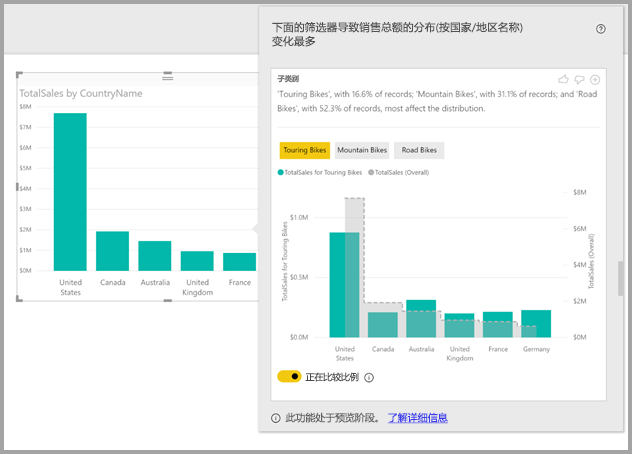 TotalSales by CountryName
$8M
$7M
$6M
$5M
$4M
$3M
$2M
$1M
$0M
United
States
Canada
Australia
United
Kingdom
France
下面的筛选器导致销售总额的分布(按国家/地区名称)
变化最多
子类别
'Touring Bikes', with 16.6% of records; 'Mountain Bikes', with 31.1% of records; and 'Road
Bikes', with 52.3% of records, most affect the distribution.
Touring Bikes
Mountain Bikes
Road Bikes
TotalSales for Touring Bikes
TotalSales (Overall)
TotalSales for Touring Bikes
$1.0M
$0.5M
$0.0M
$8M
$6M
$4M
$2M
$0M
TotalSales (Overall)
United
States
Canada
Australia
United
Kingdom
France
Germany
正在比较比例
此功能处于预览阶段。 了解详细信息